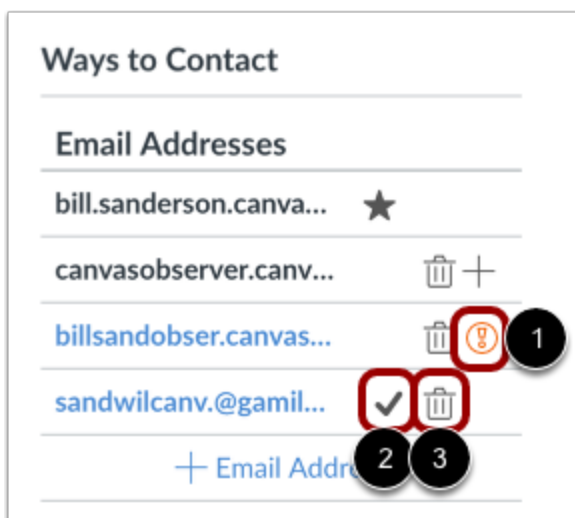 Ways to Contact
Email Addresses
bill.sanderson.canva...
canvasobserver.canv...
billsandobser.canvas...
1
sandwilcanv.@gamil...
+ Email Addre
2
3